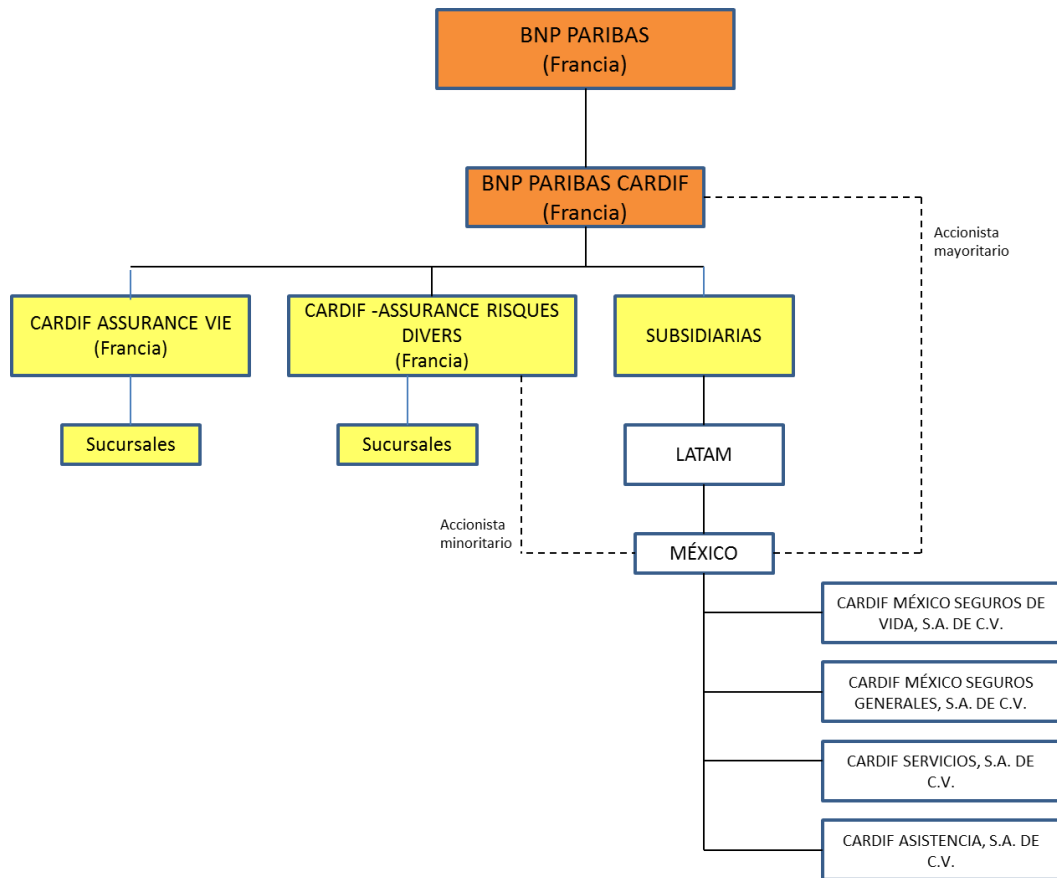 BNP PARIBAS
(Francia)
BNP PARIBAS CARDIF
(Francia)
Accionista
mayoritario
CARDIF ASSURANCE VIE
(Francia)
CARDIF -ASSURANCE RISQUES
DIVERS
(Francia)
SUBSIDIARIAS
Sucursales
Sucursales
LATAM
Accionista
minoritario
MÉXICO
CARDIF MÉXICO SEGUROS DE
VIDA, S.A. DE C.V.
CARDIF MÉXICO SEGUROS
GENERALES, S.A. DE C.V.
CARDIF SERVICIOS, S.A. DE
C.V.
CARDIF ASISTENCIA, S.A. DE
C.V.